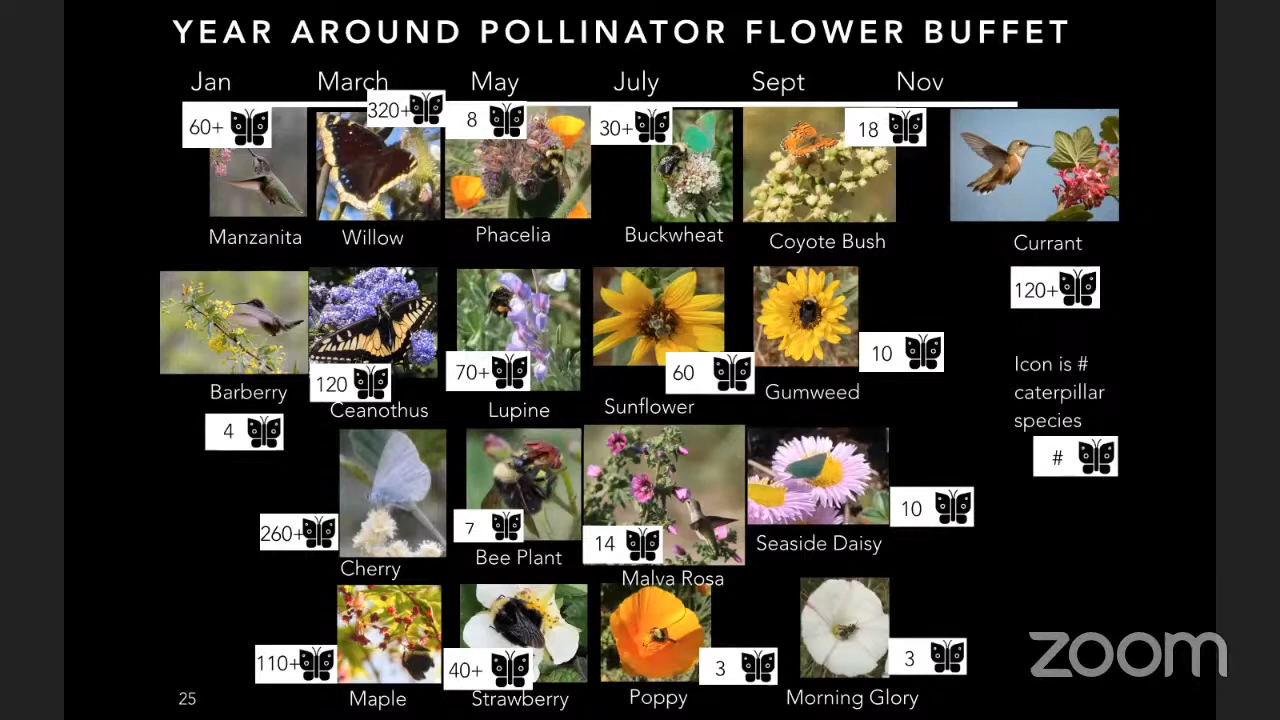 YEAR AROUND POLLINATOR FLOWER BUFFET
Jan March May July Sept Nov
60+ 320+ 8 30+ 18
Manzanita Willow Phacelia Buckwheat Coyote Bush Currant
120+
120 70+ 60 10
Barberry Ceanothus Lupine Sunflower Gumweed
4
Icon is #
caterpillar
species
#
260+ 7 14 10
Cherry Bee Plant Malva Rosa Seaside Daisy
110+ 40+ 3 3
Maple Strawberry Poppy Morning Glory
25
zoom